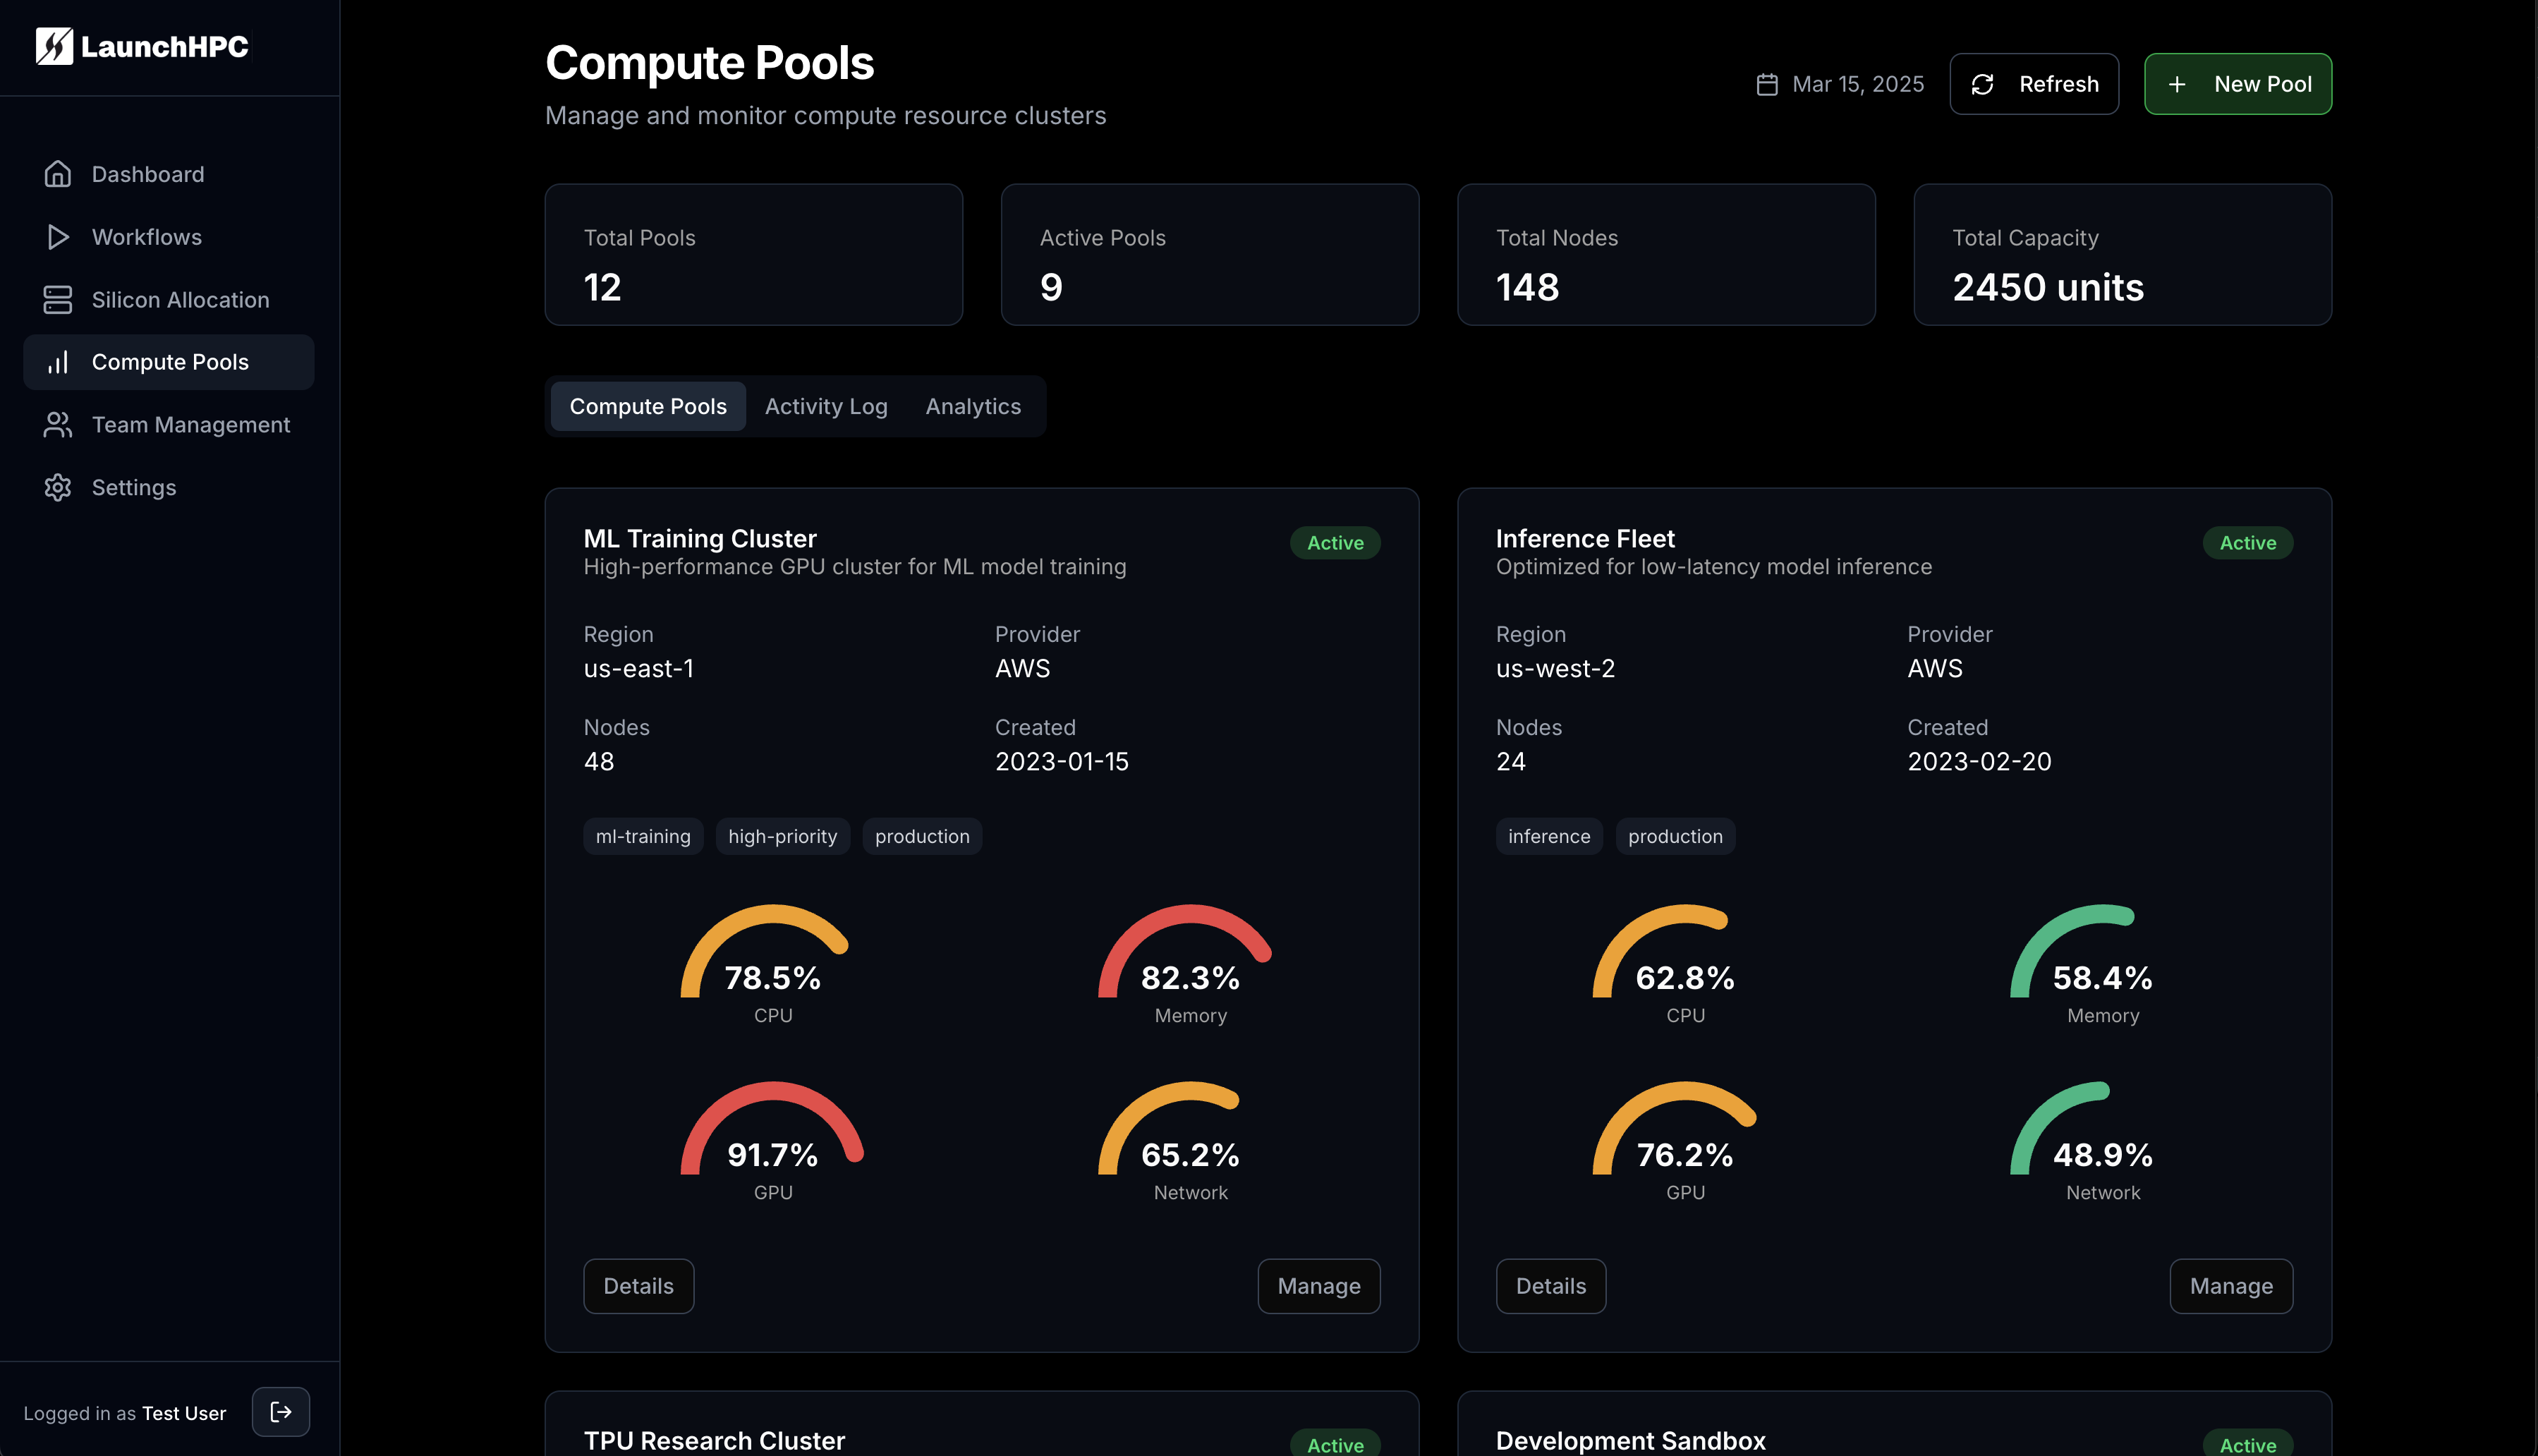 LaunchHPC
Dashboard
Workflows
Silicon Allocation
Compute Pools
Team Management
Settings
Logged in as Test User
Compute Pools
Manage and monitor compute resource clusters
Mar 15, 2025
Refresh
New Pool
Total Pools
12
Active Pools
9
Total Nodes
148
Total Capacity
2450 units
Compute Pools
Activity Log
Analytics
ML Training Cluster
Active
High-performance GPU cluster for ML model training
Region
us-east-1
Provider
AWS
Nodes
48
Created
2023-01-15
ml-training
high-priority
production
78.5%
CPU
82.3%
Memory
91.7%
GPU
65.2%
Network
Details
Manage
Inference Fleet
Active
Optimized for low-latency model inference
Region
us-west-2
Provider
AWS
Nodes
24
Created
2023-02-20
inference
production
62.8%
CPU
58.4%
Memory
76.2%
GPU
48.9%
Network
Details
Manage
TPU Research Cluster
Active
Development Sandbox
Active